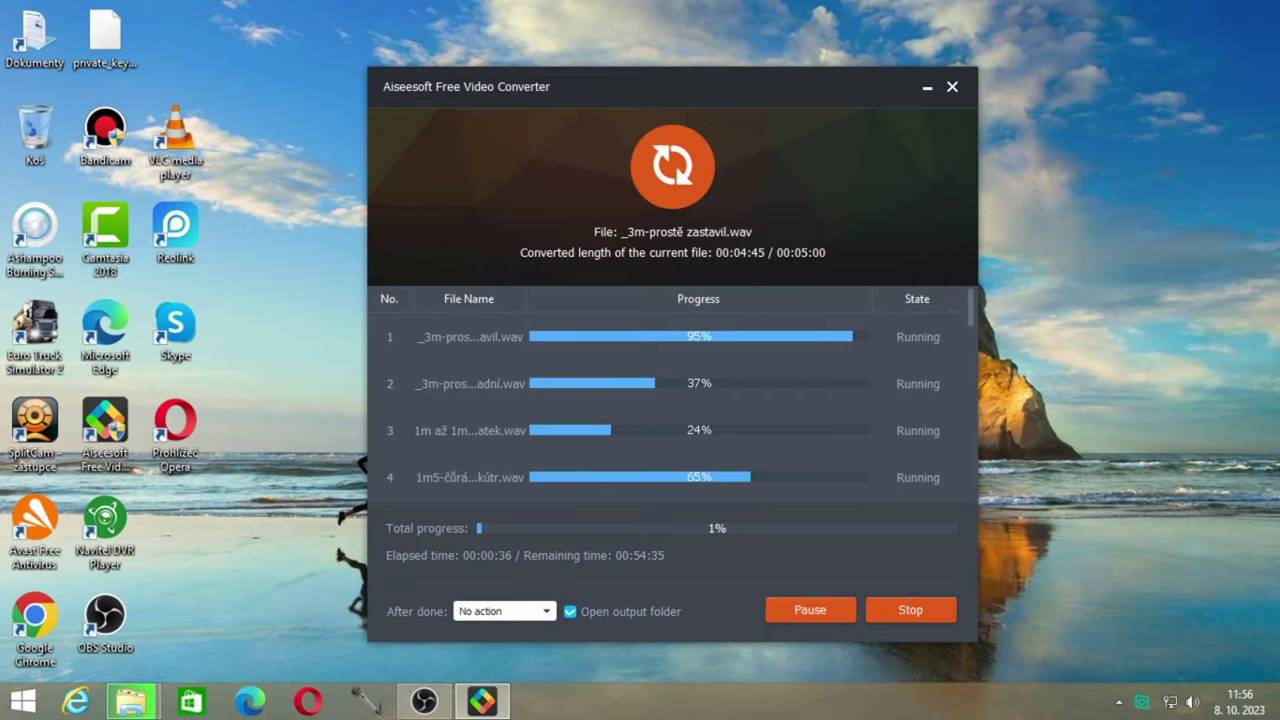 Dokumenty
private_key...
Koš
Bandicam
VLC media
player
Ashampoo
Burning S...
Camtasia
2018
Reolink
Euro Truck
Simulator 2
Microsoft
Edge
Skype
SplitCam –
zástupce
Aiseesoft
Free Vid...
Prohlížeč
Opera
Avast Free
Antivirus
Navitel DVR
Player
Google
Chrome
OBS Studio
Aiseesoft Free Video Converter
File: _3m-prostě zastavil.wav
Converted length of the current file: 00:04:45 / 00:05:00
No. File Name Progress State
1 _3m-pros...avil.wav 95% Running
2 _3m-pros...adní.wav 37% Running
3 1m až 1m...atek.wav 24% Running
4 1m5-čůrá...kútr.wav 65% Running
Total progress: 1%
Elapsed time: 00:00:36 / Remaining time: 00:54:35
After done: No action Open output folder Pause Stop
11:56
8. 10. 2023